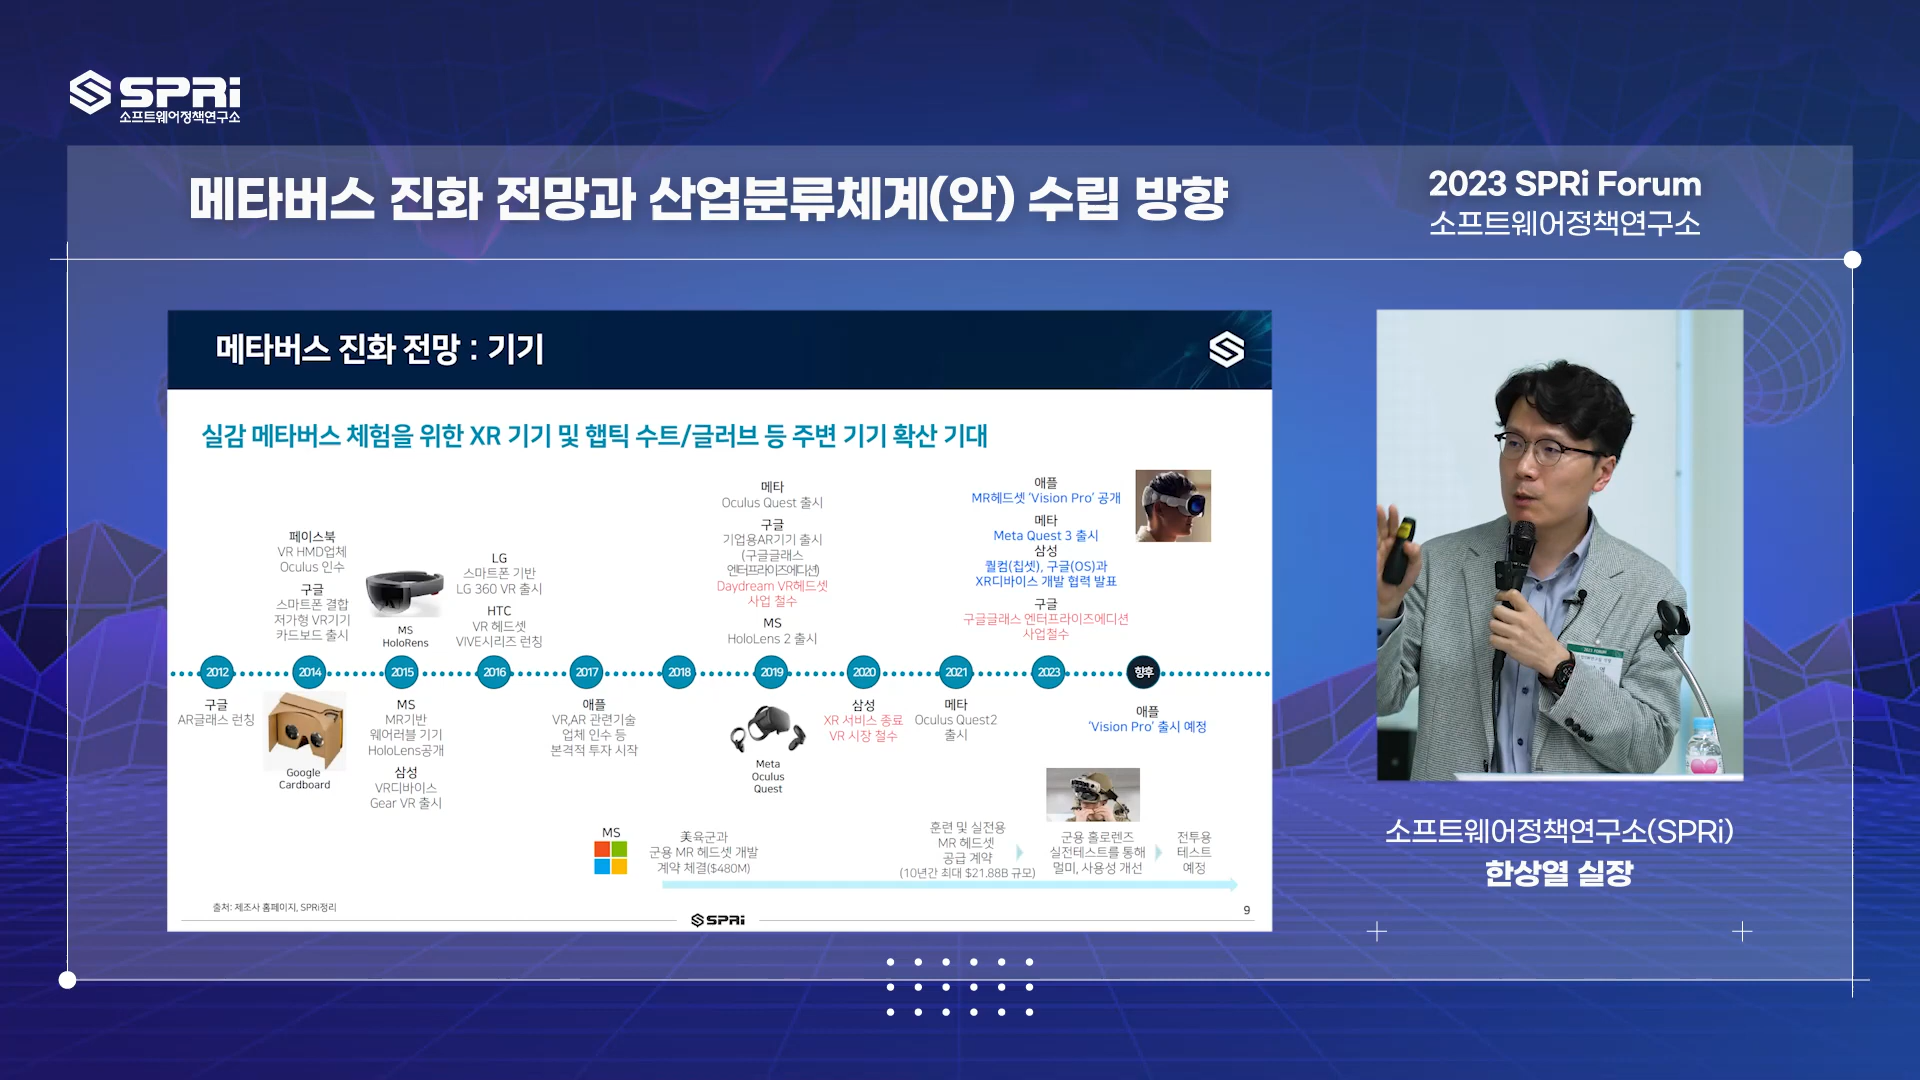 SPRi
소프트웨어정책연구소
메타버스 진화 전망과 산업분류체계(안) 수립 방향
2023 SPRi Forum
소프트웨어정책연구소
메타버스 진화 전망 : 기기
실감 메타버스 체험을 위한 XR 기기 및 햅틱 수트/글러브 등 주변 기기 확산 기대
페이스북
VR HMD업체
Oculus 인수
구글
스마트폰 결합
저가형 VR기기
카드보드 출시
MS
HoloRens
LG
스마트폰 기반
LG 360 VR 출시
HTC
VR 헤드셋
VIVE시리즈 런칭
메타
Oculus Quest 출시
구글
기업용AR기기 출시
(구글글래스
엔터프라이즈에디션)
Daydream VR헤드셋
사업 철수
MS
HoloLens 2 출시
애플
MR헤드셋 'Vision Pro' 공개
메타
Meta Quest 3 출시
삼성
퀄컴(칩셋), 구글(OS)과
XR디바이스 개발 협력 발표
구글
구글글래스 엔터프라이즈에디션
사업철수
2012 2014 2015 2016 2017 2018 2019 2020 2021 2023 향후
구글
AR글래스 런칭
Google
Cardboard
MS
MR기반
웨어러블 기기
HoloLens공개
삼성
VR디바이스
Gear VR 출시
애플
VR,AR 관련기술
업체 인수 등
본격적 투자 시작
Meta
Oculus
Quest
삼성
XR 서비스 종료
VR 시장 철수
메타
Oculus Quest2
출시
애플
'Vision Pro' 출시 예정
MS
美육군과
군용 MR 헤드셋 개발
계약 체결($480M)
훈련 및 실전용
MR 헤드셋
공급 계약
(10년간 최대 $21.88B 규모)
군용 홀로렌즈
실전테스트를 통해
멀미, 사용성 개선
전투용
테스트
예정
출처: 제조사 홈페이지, SPRi정리
SPRi
9
소프트웨어정책연구소(SPRi)
한상열 실장